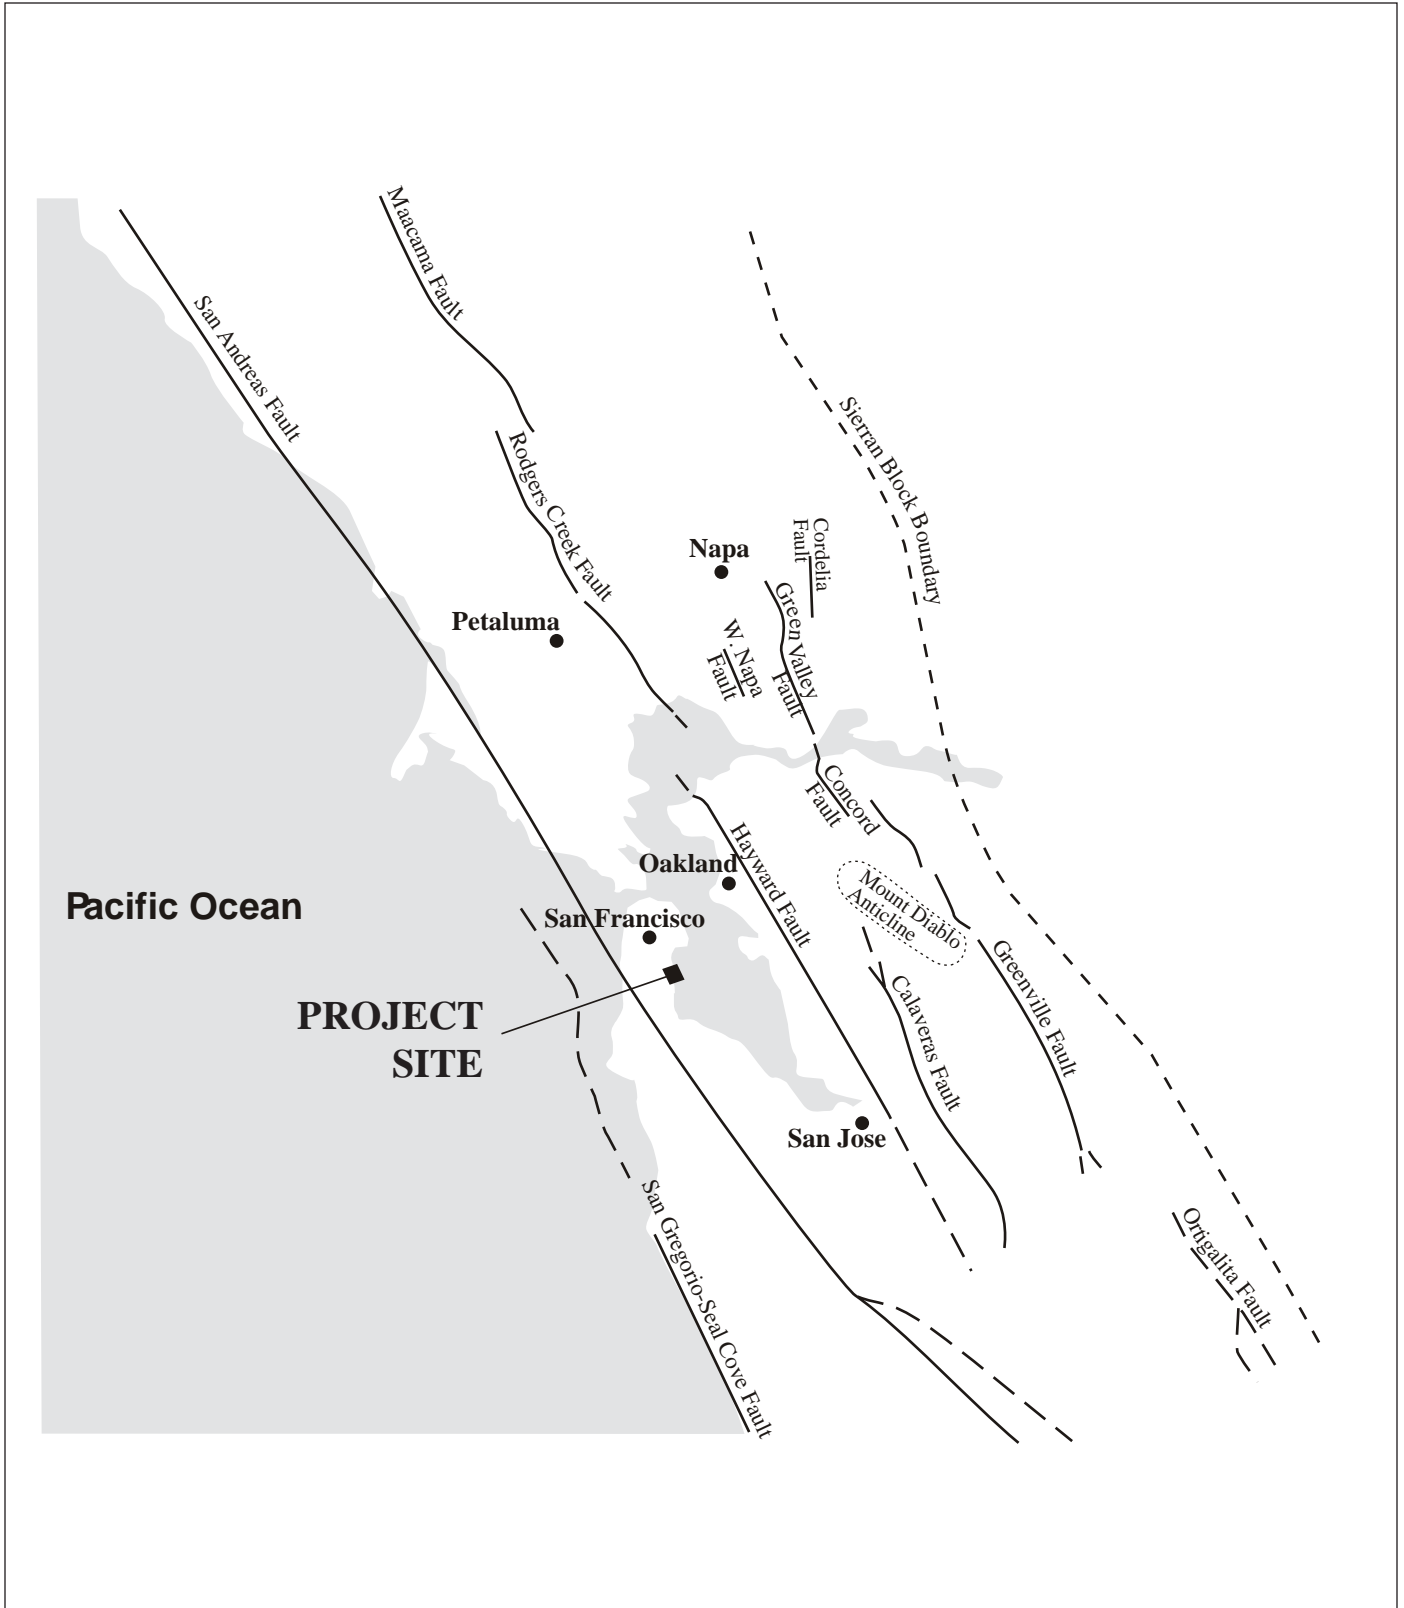 Maacama Fault
San Andreas Fault
Sierran Block Boundary
Rodgers Creek Fault
Napa
Cordelia
Fault
Green Valley
Fault
Petaluma
W. Napa
Fault
Concord
Fault
Hayward Fault
Oakland
Mount Diablo
Anticline
Pacific Ocean
San Francisco
Greenville Fault
Calaveras Fault
PROJECT
SITE
San Jose
San Gregorio-Seal Cove Fault
Ortigalita Fault